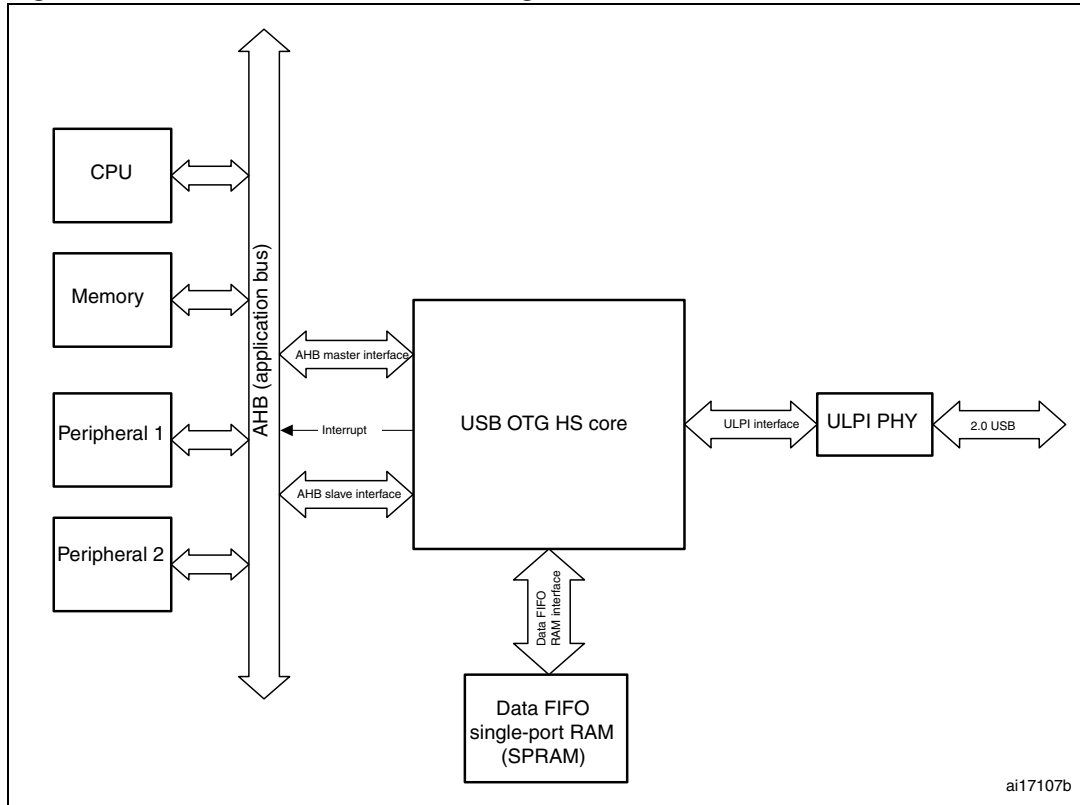 CPU
Memory
Peripheral 1
Peripheral 2
AHB (application bus)
AHB master interface
Interrupt
AHB slave interface
USB OTG HS core
ULPI interface
ULPI PHY
2.0 USB
Data FIFO
RAM interface
Data FIFO
single-port RAM
(SPRAM)
ai17107b